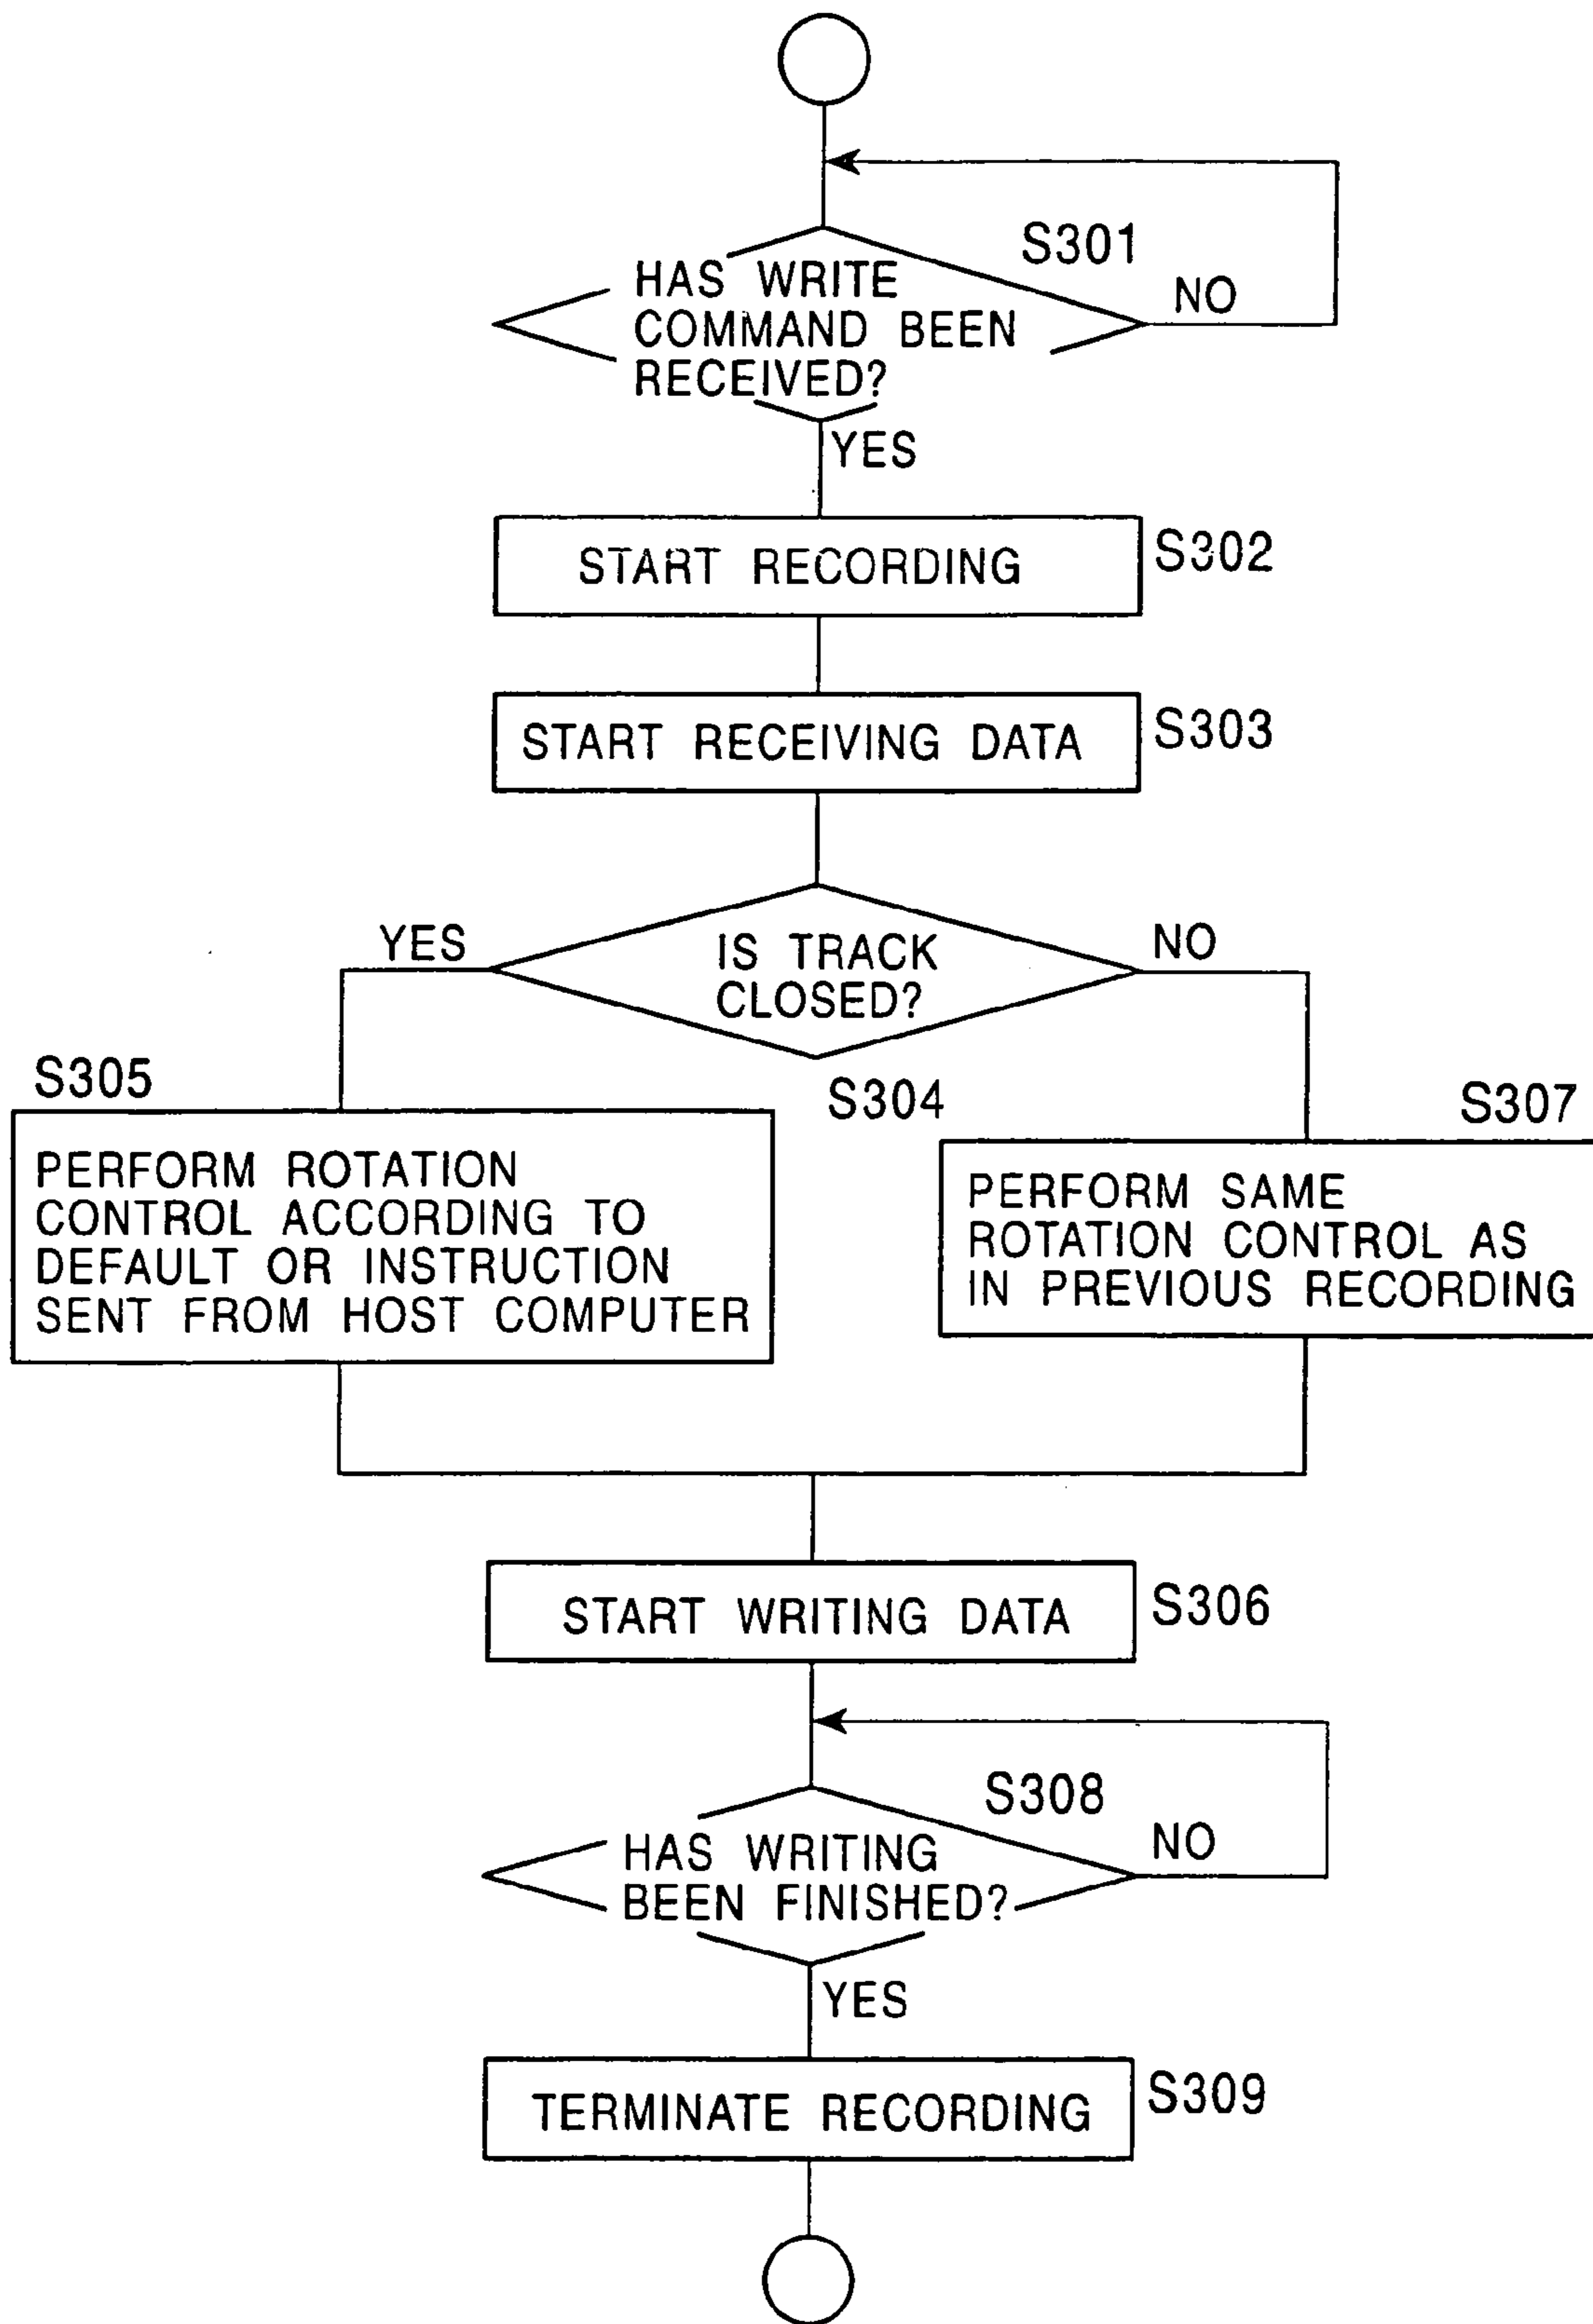 S301
HAS WRITE
COMMAND BEEN
RECEIVED?
NO
YES
START RECORDING
S302
START RECEIVING DATA
S303
YES
IS TRACK
CLOSED?
NO
S304
S305
PERFORM ROTATION
CONTROL ACCORDING TO
DEFAULT OR INSTRUCTION
SENT FROM HOST COMPUTER
S307
PERFORM SAME
ROTATION CONTROL AS
IN PREVIOUS RECORDING
START WRITING DATA
S306
S308
HAS WRITING
BEEN FINISHED?
NO
YES
TERMINATE RECORDING
S309